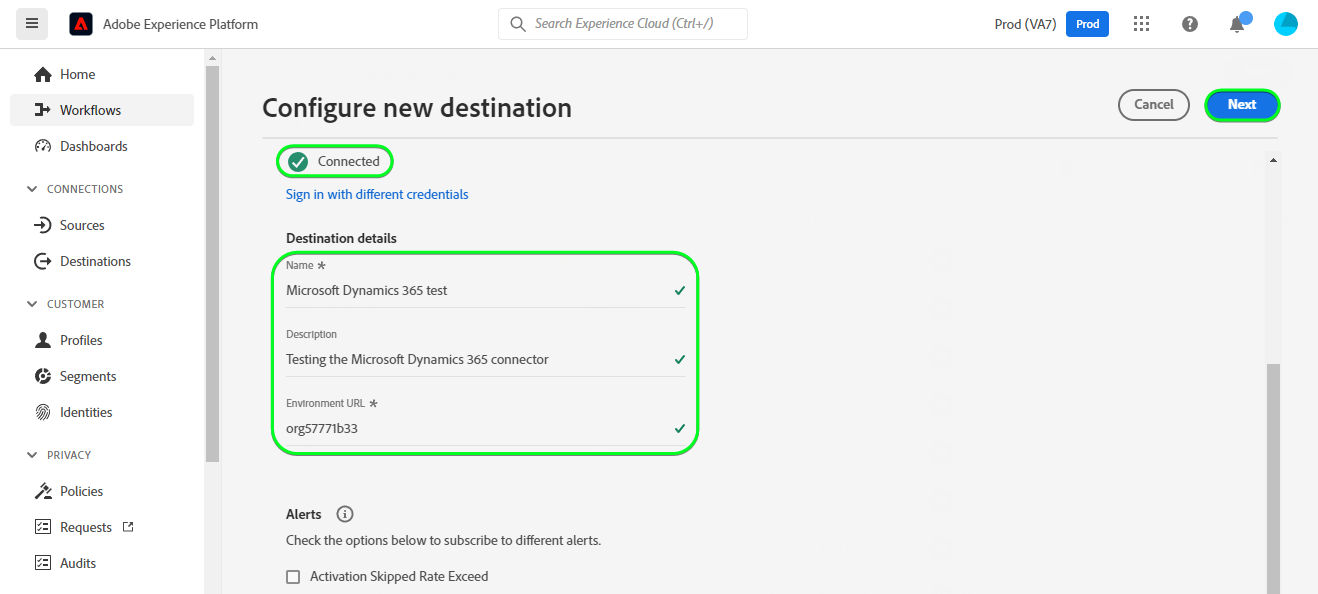 Adobe Experience Platform
Search Experience Cloud (Ctrl+/)
Prod (VA7)
Prod
Home
Workflows
Dashboards
CONNECTIONS
Sources
Destinations
CUSTOMER
Profiles
Segments
Identities
PRIVACY
Policies
Requests
Audits
Configure new destination
Cancel
Next
Connected
Sign in with different credentials
Destination details
Name *
Microsoft Dynamics 365 test
Description
Testing the Microsoft Dynamics 365 connector
Environment URL *
org57771b33
Alerts
Check the options below to subscribe to different alerts.
Activation Skipped Rate Exceed